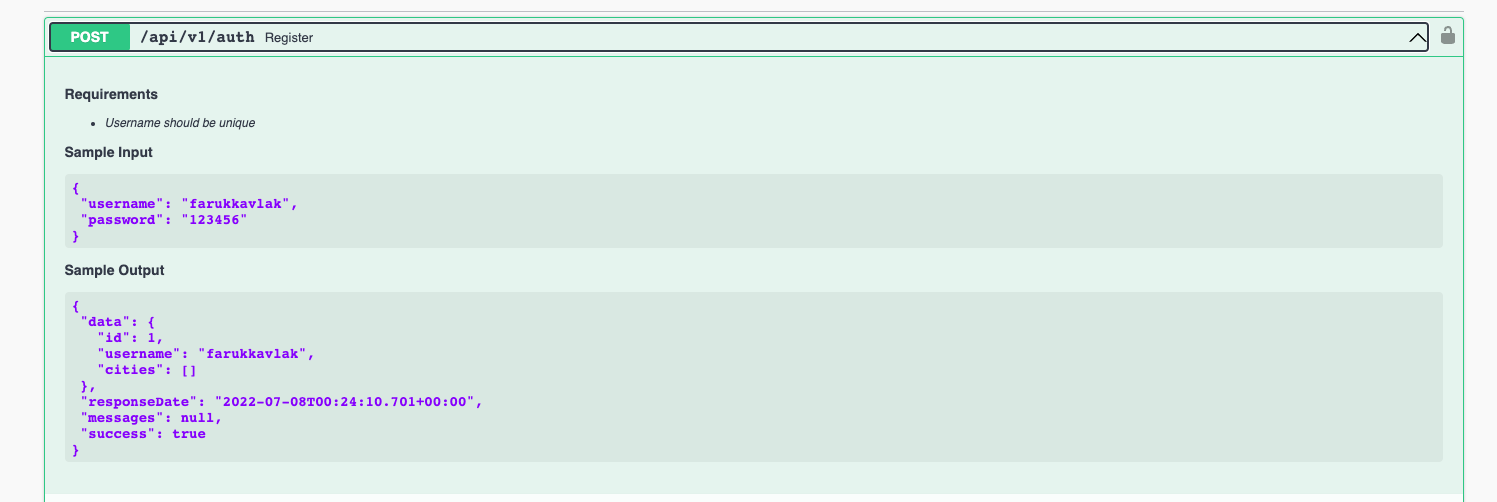 POST /api/v1/auth Register
Requirements
• Username should be unique
Sample Input
{
"username": "farukkavlak",
"password": "123456"
}
Sample Output
{
"data": {
"id": 1,
"username": "farukkavlak",
"cities": []
},
"responseDate": "2022-07-08T00:24:10.701+00:00",
"messages": null,
"success": true
}